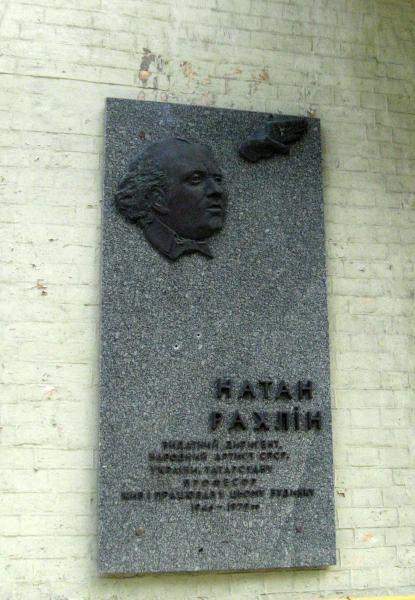 НАТАН
РАХЛІН
ВИДАТНИЙ ДИРИГЕНТ,
НАРОДНИЙ АРТИСТ СРСР,
УКРАЇНИ, ТАТАРСТАНУ
ПРОФЕСОР
ЖИВ І ПРАЦЮВАВ У ЦЬОМУ БУДИНКУ